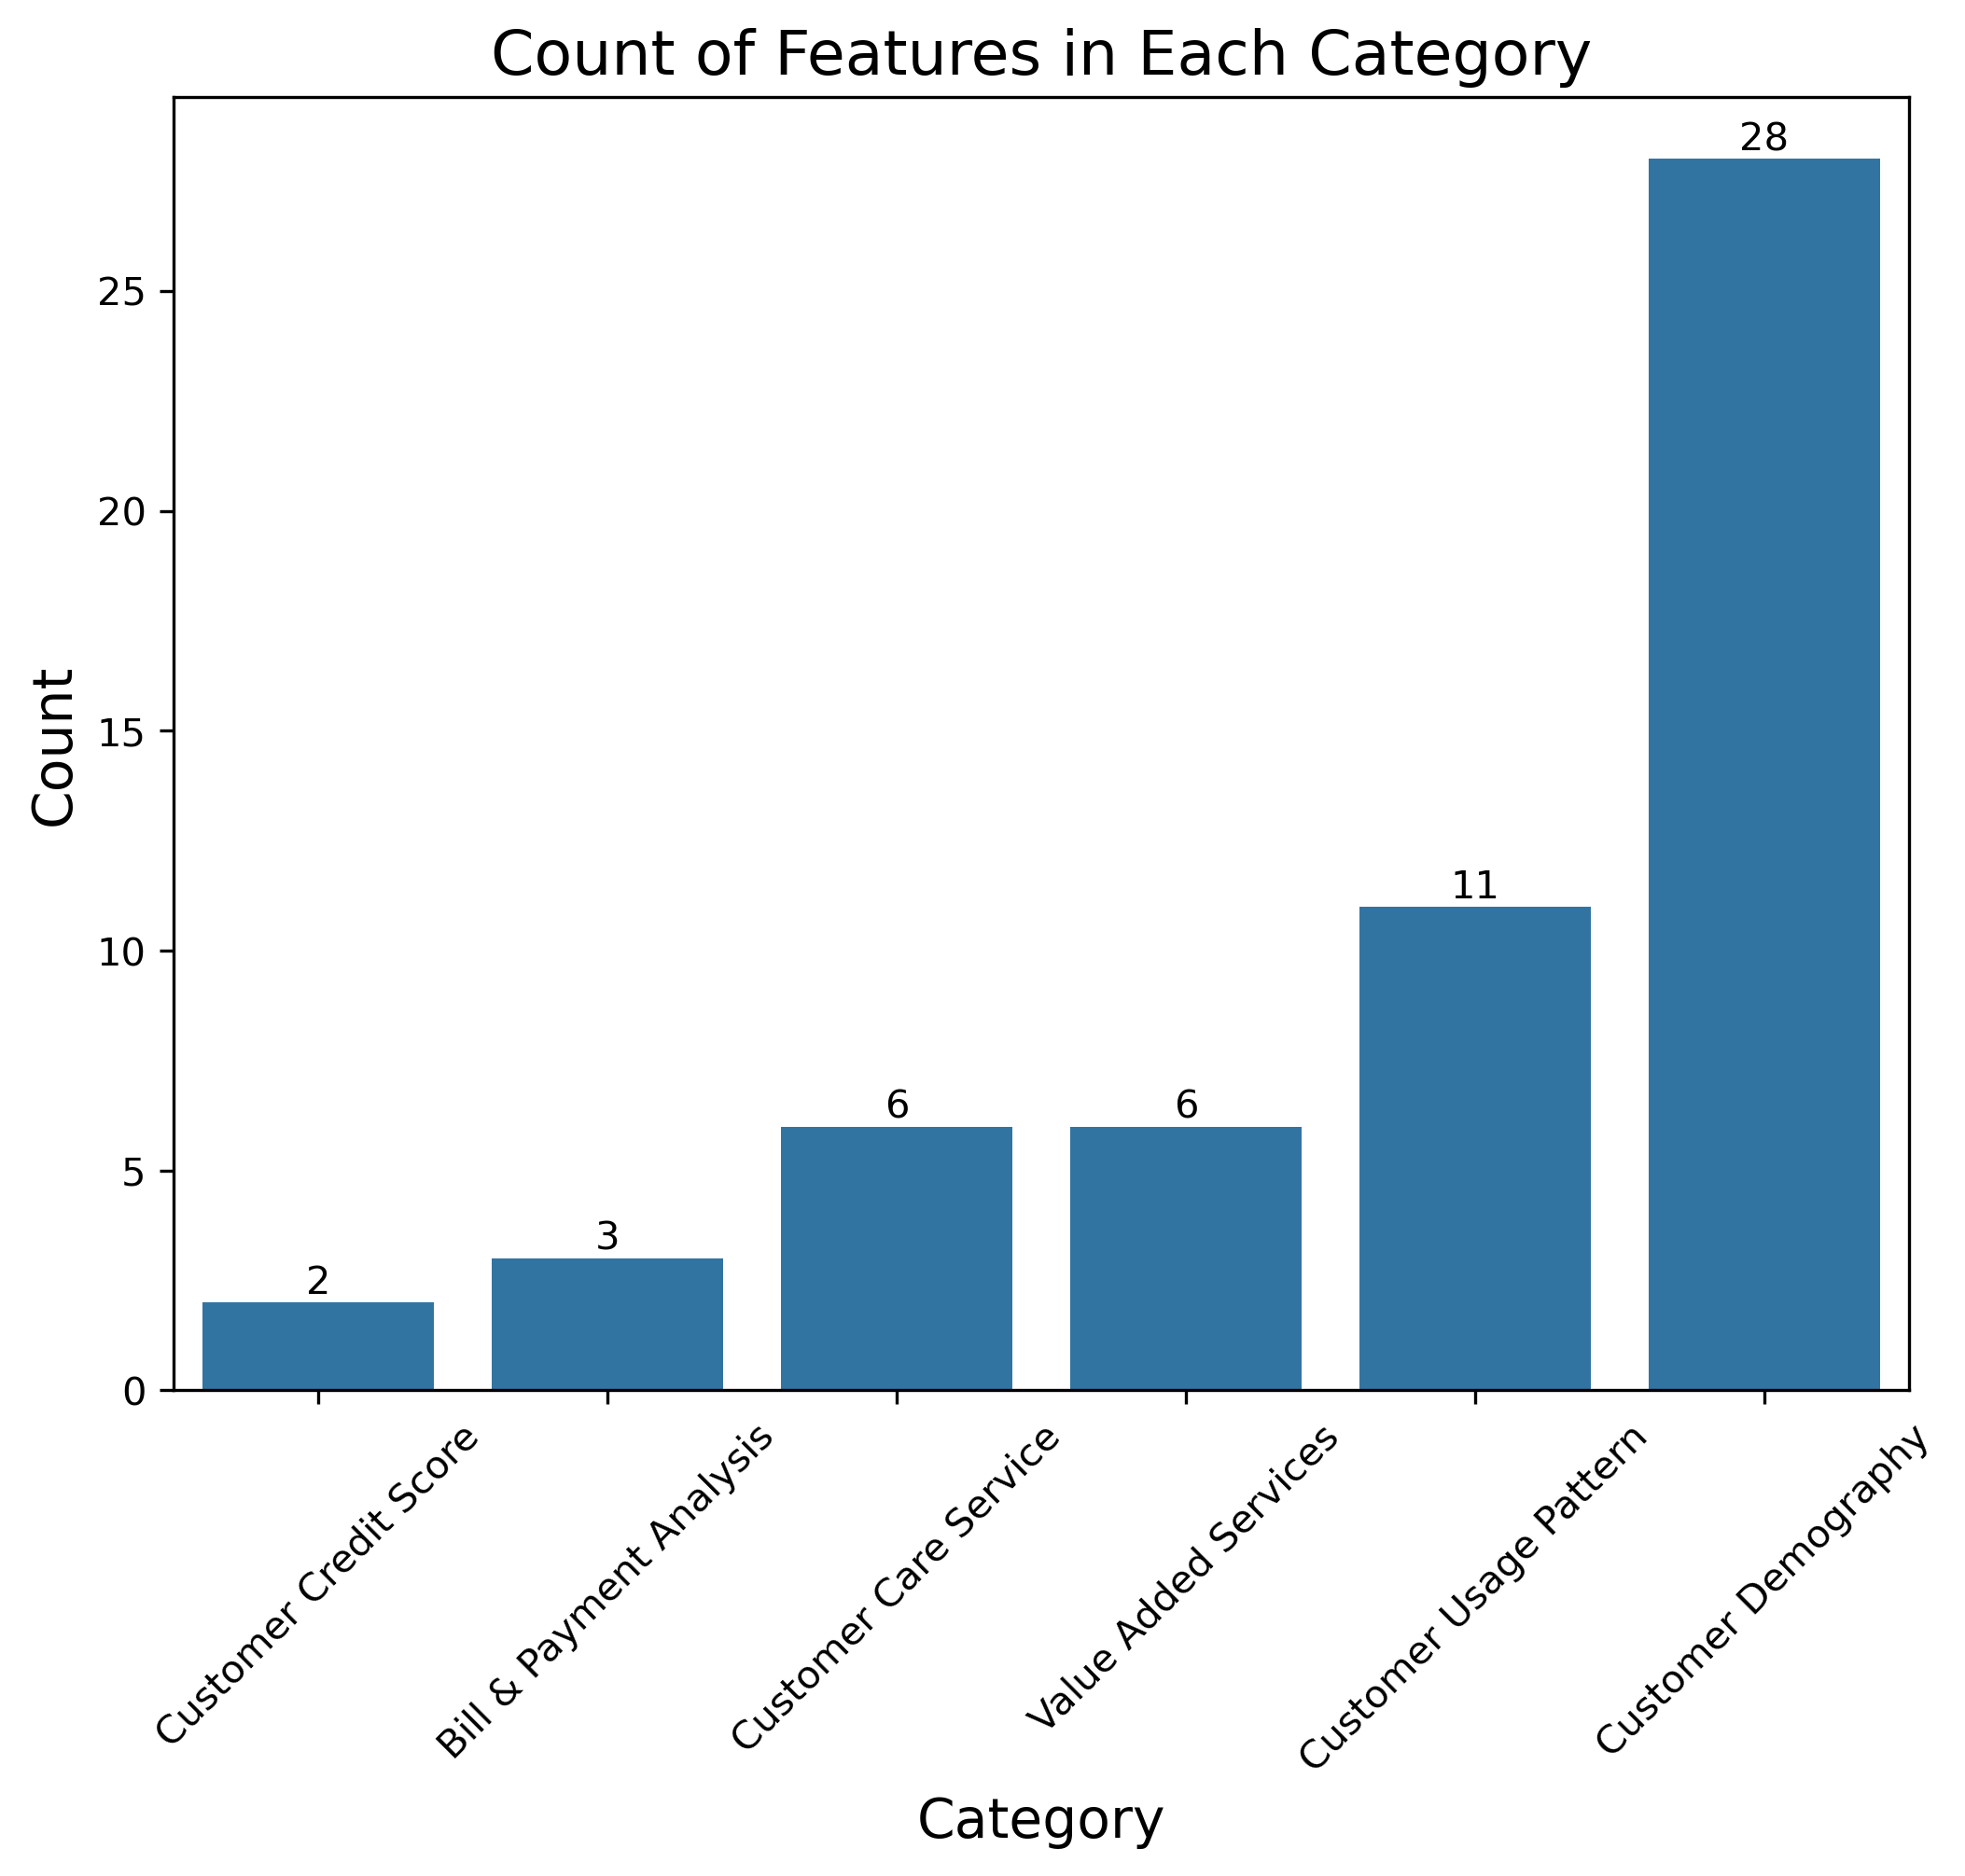 Count of Features in Each Category
Count
25
20
15
10
5
0
2
3
6
6
11
28
Customer Credit Score
Bill & Payment Analysis
Customer Care Service
Value Added Services
Customer Usage Pattern
Customer Demography
Category